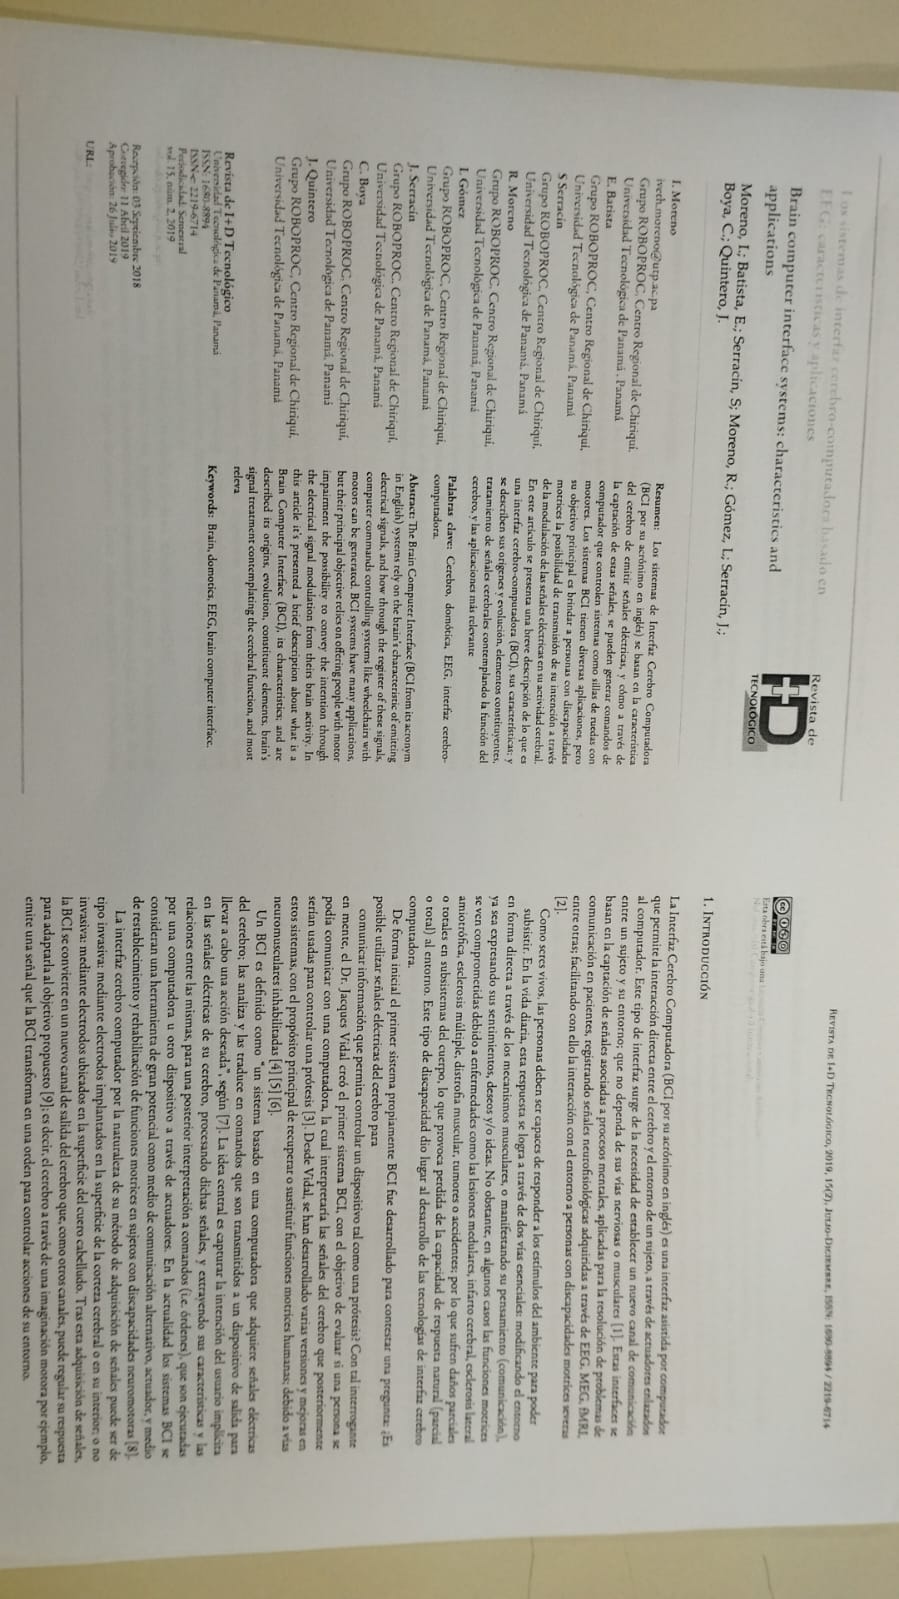 Los sistemas de interfaz cerebro-computadora basado en
EEG: características y aplicaciones
Brain computer interface systems: characteristics and
applications
Moreno, I.; Batista, E.; Serracin, S; Moreno, R.; Gómez, L; Serracín, J.;
Boya, C.; Quintero, J.
Revista de
I+D
TECNOLÓGICO
I. Moreno
ivech.moreno@utp.ac.pa
Grupo ROBOPROC, Centro Regional de Chiriquí.
Universidad Tecnológica de Panamá . Panamá
E. Batista
Grupo ROBOPROC, Centro Regional de Chiriquí,
Universidad Tecnológica de Panamá, Panamá
S Serracín
Grupo ROBOPROC, Centro Regional de Chiriquí,
Universidad Tecnológica de Panamá, Panamá
R. Moreno
Grupo ROBOPROC, Centro Regional de Chiriquí,
Universidad Tecnológica de Panamá, Panamá
L Gómez
Grupo ROBOPROC, Centro Regional de Chiriquí,
Universidad Tecnológica de Panamá, Panamá
J. Serracín
Grupo ROBOPROC. Centro Regional de Chiriquí,
Universidad Tecnológica de Panamá, Panamá
C. Boya
Grupo ROBOPROC, Centro Regional de Chiriquí,
Universidad Tecnológica de Panamá, Panamá
J. Quintero
Grupo ROBOPROC, Centro Regional de Chiriquí,
Universidad Tecnológica de Panamá, Panamá
Revista de I+D Tecnológico
Universidad Tecnológica de Panamá, Panamá
ISSN: 1680-8894
ISSN-e: 2219-6714
Periodicidad: Semestral
vol. 15, núm. 2, 2019
Recepción: 03 Septiembre 2018
Corregido: 11 Abril 2019
Aprobación: 26 Julio 2019
URL:
Resumen: Los sistemas de Interfaz Cerebro Computadora
(BCI por su acrónimo en inglés) se basan en la característica
del cerebro de emitir señales eléctricas, y cómo a través de
la captación de estas señales, se pueden generar comandos de
computador que controlen sistemas como sillas de ruedas con
motores. Los sistemas BCI tienen diversas aplicaciones, pero
su objetivo principal es brindar a personas con discapacidades
motrices la posibilidad de transmisión de su intención a través
de la modulación de las señales eléctricas en su actividad cerebral.
En este artículo se presenta una breve descripción de lo que es
una interfaz cerebro-computadora (BCI), sus características; y
se describen sus orígenes y evolución, elementos constituyentes,
tratamiento de señales cerebrales contemplando la función del
cerebro, y las aplicaciones más relevante
Palabras clave: Cerebro, domótica, EEG, interfaz cerebro-
computadora.
Abstract: The Brain Computer Interface (BCI from its acronym
in English) systems rely on the brain's characteristic of emitting
electrical signals, and how through the register of these signals,
computer commands controlling systems like wheelchairs with
motors can be generated. BCI systems have many applications,
but their principal objective relies on offering people with motor
impairment the possibility to convey the intention through
the electrical signal modulation from theirs brain activity. In
this article it's presented a brief description about what is a
Brain Computer Interface (BCI), its characteristics; and are
described its origins, evolution, constituent elements, brain's
signal treatment contemplating the cerebral function, and most
releva
Keywords: Brain, domotics, EEG, brain computer interface.
REVISTA DE I+D TECNOLÓGICO, 2019, 15(2), JULIO-DICIEMBRE, ISSN: 1680-8894 / 2219-6714
cc
Esta obra está bajo una
1. INTRODUCCIÓN
La Interfaz Cerebro Computadora (BCI por su acrónimo en inglés) es una interfaz asistida por computador
que permite la interacción directa entre el cerebro y el entorno de un sujeto, a través de actuadores enlazados
al computador. Este tipo de interfaz surge de la necesidad de establecer un nuevo canal de comunicación
entre un sujeto y su entorno; que no dependa de sus vías nerviosas o musculares [1]. Estas interfaces se
basan en la captación de señales asociadas a procesos mentales, aplicadas para la resolución de problemas de
comunicación en pacientes, registrando señales neurofisiológicas adquiridas a través de EEG, MEG, fMRI,
entre otras; facilitando con ello la interacción con el entorno a personas con discapacidades motrices severas
[2].
Como seres vivos, las personas deben ser capaces de responder a los estímulos del ambiente para poder
subsistir. En la vida diaria, esta respuesta se logra a través de dos vías esenciales: modificando el entorno
en forma directa a través de los mecanismos musculares, o manifestando su pensamiento (comunicación),
ya sea expresando sus sentimientos, deseos y/o ideas. No obstante, en algunos casos las funciones motrices
se ven comprometidas debido a enfermedades como las lesiones medulares, infarto cerebral, esclerosis lateral
amiotrófica, esclerosis múltiple, distrofia muscular, tumores o accidentes; por lo que sufren daños parciales
o totales en subsistemas del cuerpo, lo que provoca perdida de la capacidad de respuesta natural (parcial
o total) al entorno. Este tipo de discapacidad dio lugar al desarrollo de las tecnologías de interfaz cerebro
computadora.
De forma inicial el primer sistema propiamente BCI fue desarrollado para contestar una pregunta: ¿Es
posible utilizar señales eléctricas del cerebro para
comunicar información que permita controlar un dispositivo tal como una prótesis? Con tal interrogante
en mente, el Dr. Jacques Vidal creó el primer sistema BCI, con el objetivo de evaluar si una persona se
podía comunicar con una computadora, la cual interpretaría las señales del cerebro que posteriormente
serían usadas para controlar una prótesis [3]. Desde Vidal, se han desarrollado varias versiones y mejoras en
estos sistemas, con el propósito principal de recuperar o sustituir funciones motrices humanas; debido a vías
neuromusculares inhabilitadas [4] [5] [6].
Un BCI es definido como "un sistema basado en una computadora que adquiere señales eléctricas
del cerebro; las analiza y las traduce en comandos que son transmitidos a un dispositivo de salida para
llevar a cabo una acción deseada", según [7]. La idea central es capturar la intención del usuario implícita
en las señales eléctricas de su cerebro, procesando dichas señales, y extrayendo sus características y las
relaciones entre las mismas, para una posterior interpretación a comandos (i.e. órdenes), que son ejecutadas
por una computadora u otro dispositivo a través de actuadores. En la actualidad los sistemas BCI se
consideran una herramienta de gran potencial como medio de comunicación alternativo, actuador, y medio
de restablecimiento y rehabilitación de funciones motrices en sujetos con discapacidades neuromotoras [8].
La interfaz cerebro computador por la naturaleza de su método de adquisición de señales puede ser de
tipo invasiva: mediante electrodos implantados en la superficie de la corteza cerebral o en su interior; o no
invasiva: mediante electrodos ubicados en la superficie del cuero cabelludo. Tras esta adquisición de señales,
la BCI se convierte en un nuevo canal de salida del cerebro que, como otros canales, puede regular su respuesta
para adaptarla al objetivo propuesto [9]; es decir, el cerebro a través de una imaginación motora por ejemplo,
emite una señal que la BCI transforma en una orden para controlar acciones de su entorno.